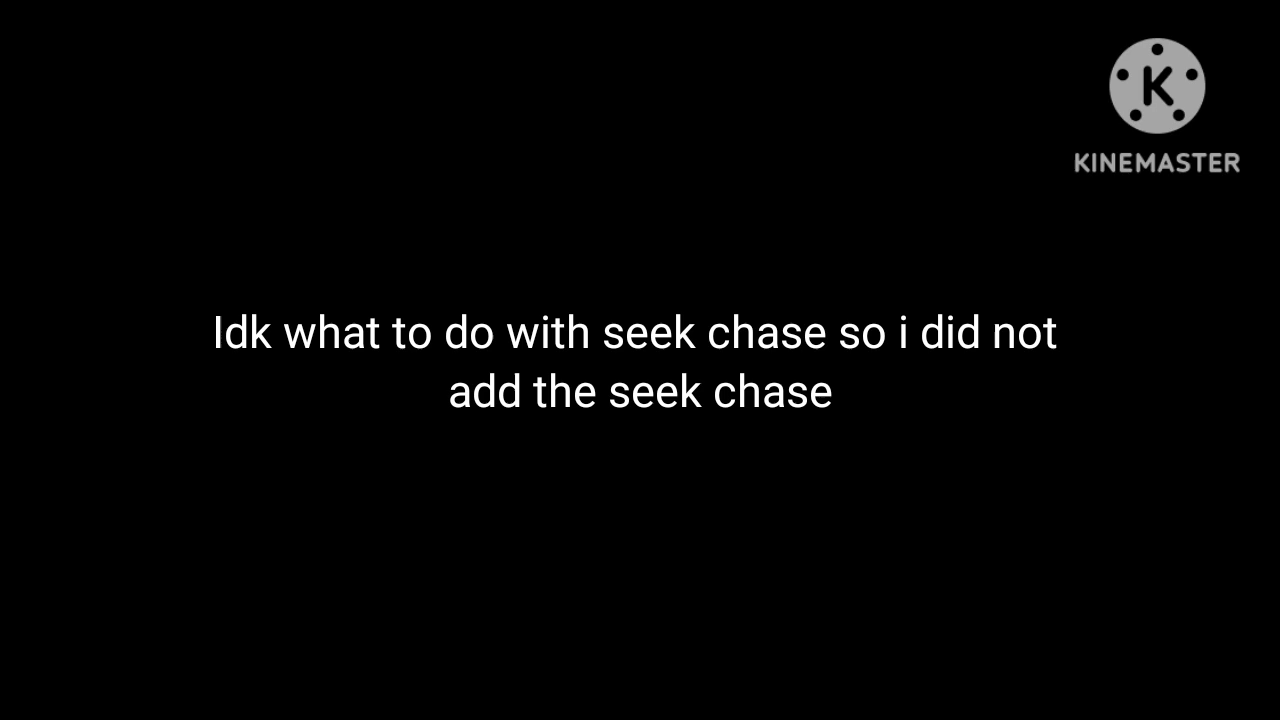 K
KINEMASTER
Idk what to do with seek chase so i did not
add the seek chase